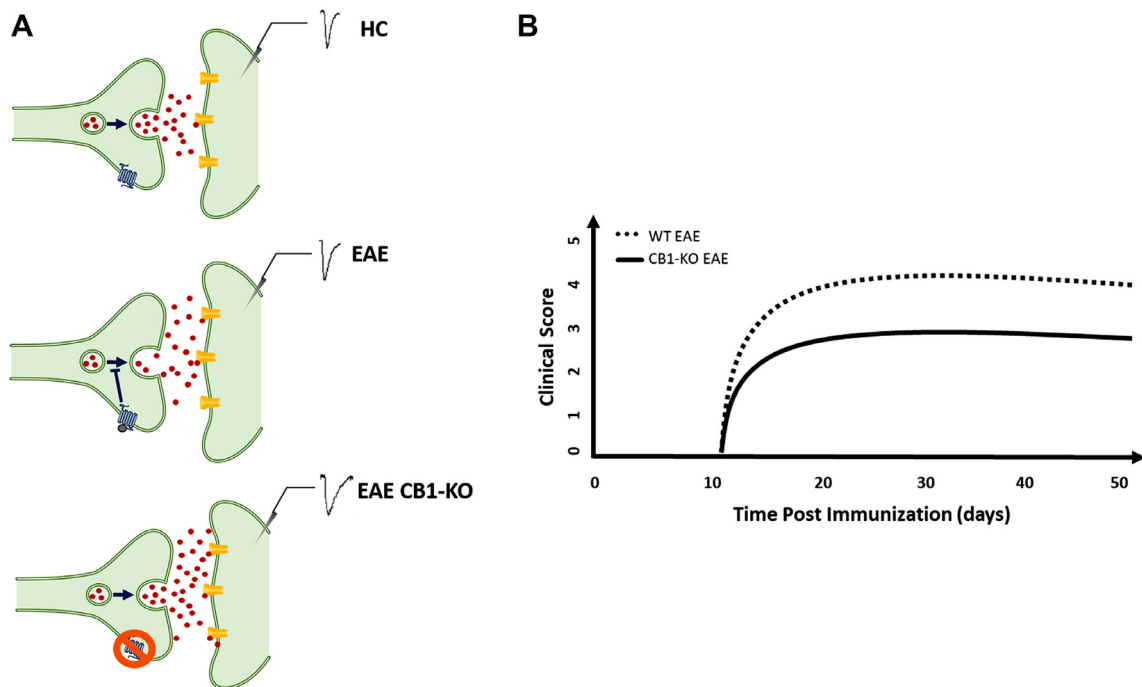 A
HC
EAE
EAE CB1-KO
B
5
4
3
2
1
0
Clinical Score
WT EAE
CB1-KO EAE
0 10 20 30 40 50
Time Post Immunization (days)